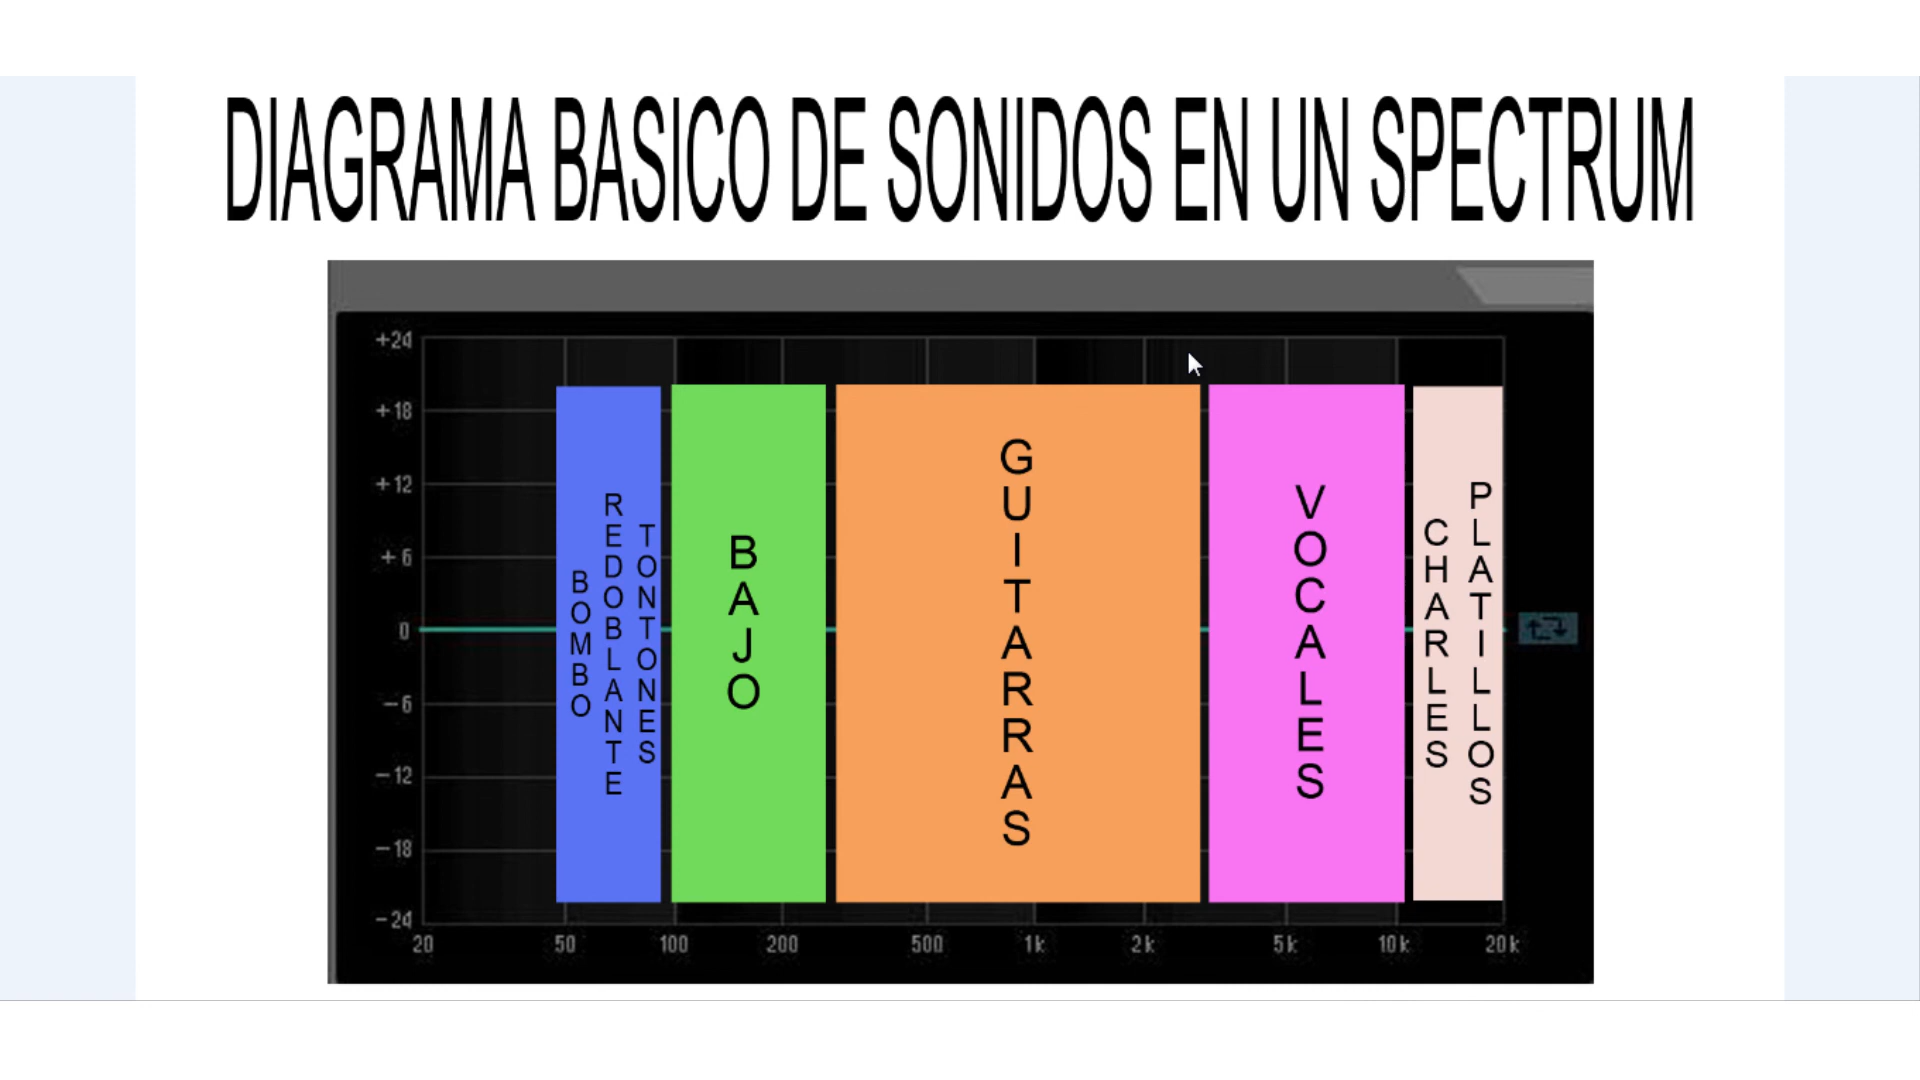 DIAGRAMA BASICO DE SONIDOS EN UN SPECTRUM
+24
+18
+12
+6
0
-6
-12
-18
-24
BOMBO
REDOBLANTE
TONTONES
BAJO
GUITARRAS
VOCALES
CHARLES
PLATILLOS
20 50 100 200 500 1k 2k 5k 10k 20k